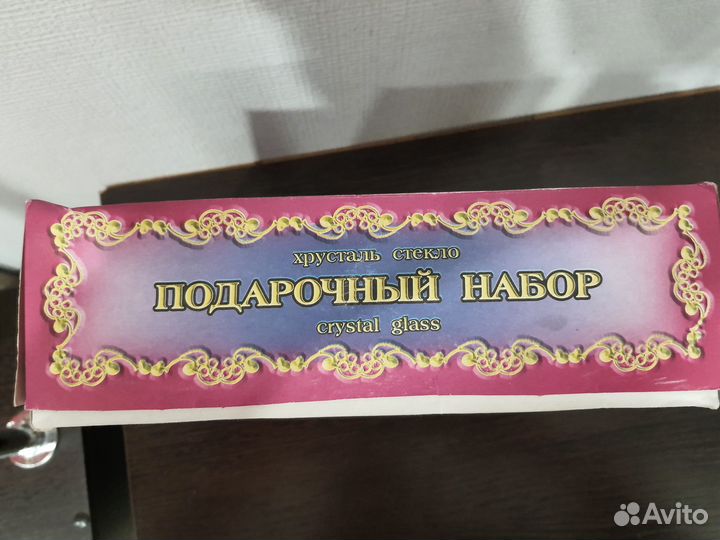 хрусталь стекло
ПОДАРОЧНЫЙ НАБОР
crystal glass
Avito